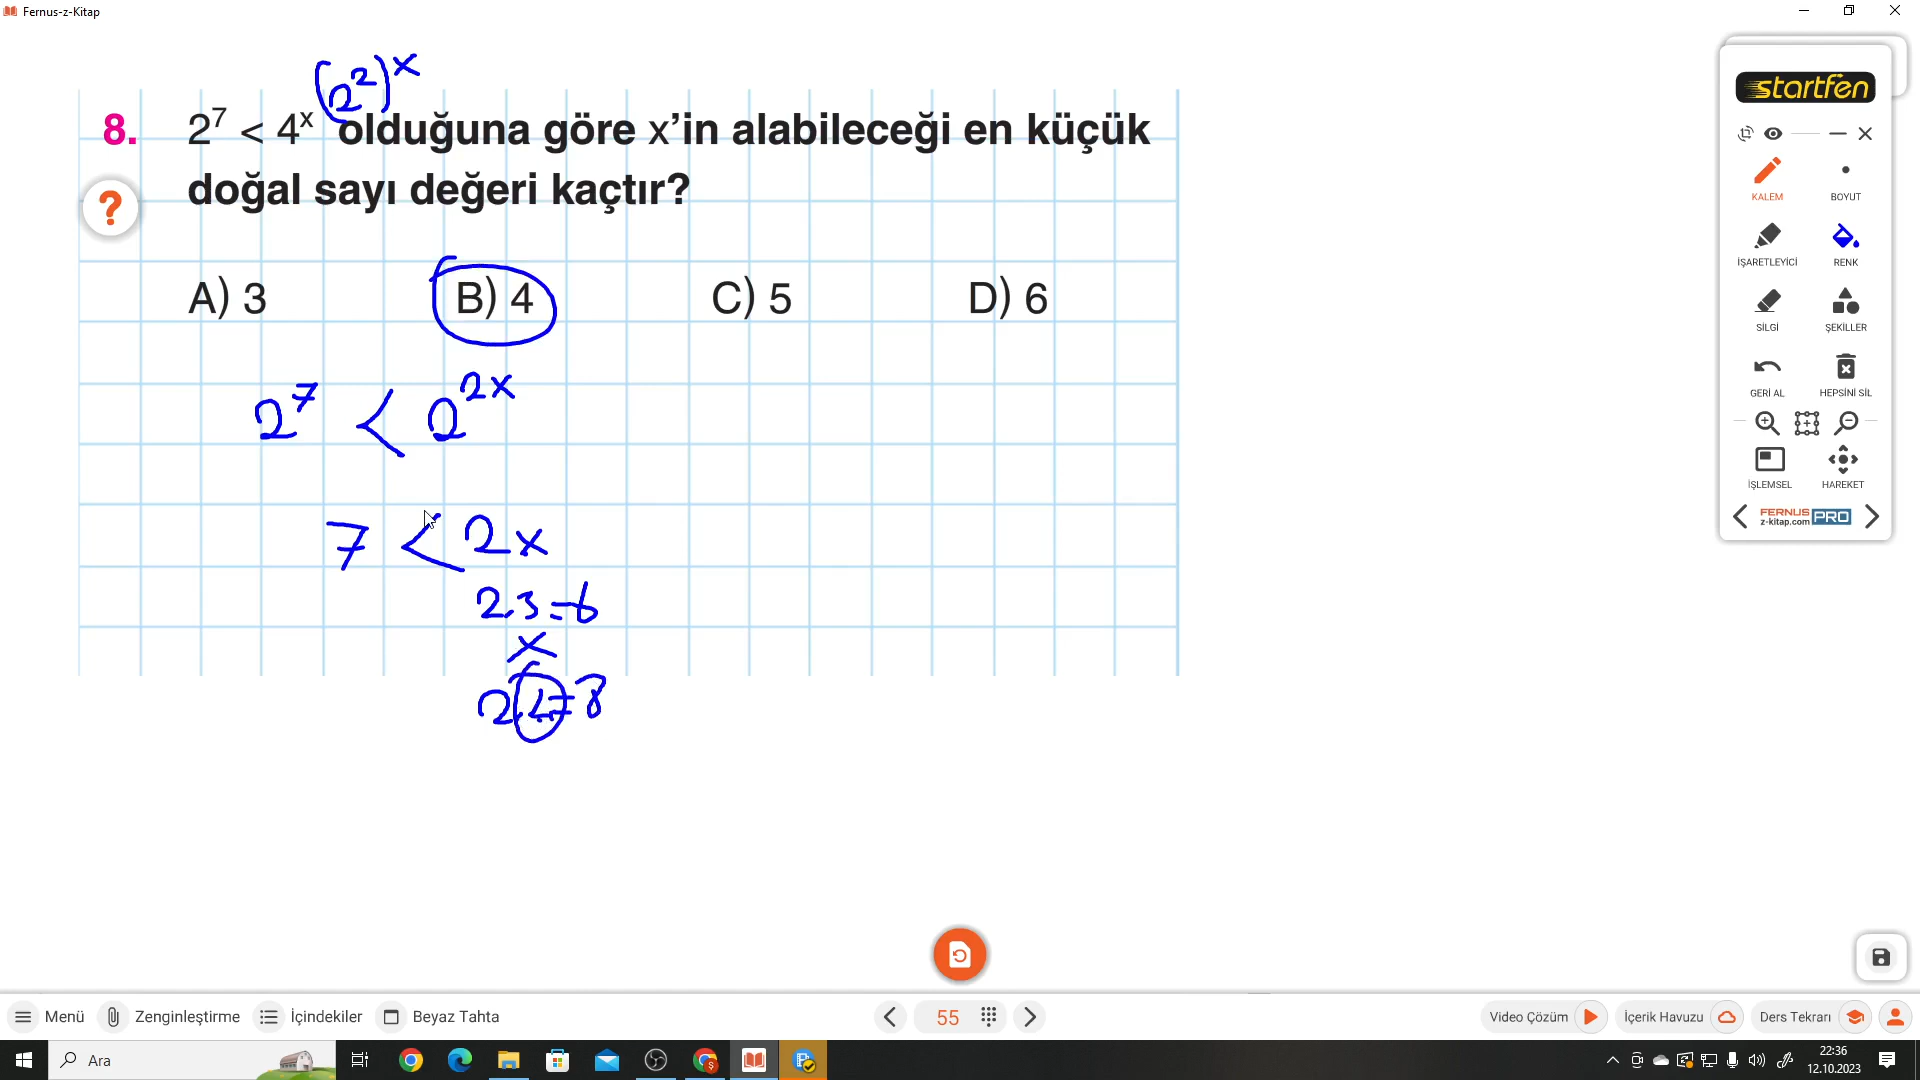 Fernus-z-Kitap
(2²)ˣ
8. 2⁷ < 4ˣ olduğuna göre x’in alabileceği en küçük
doğal sayı değeri kaçtır?
?
A) 3 B) 4 C) 5 D) 6
2⁷ < 2²ˣ
7 < 2x
2.3=6
x
2.4=8
startfen
KALEM BOYUT
İŞARETLEYİCİ RENK
SİLGİ ŞEKİLLER
GERİ AL HEPSİNİ SİL
İŞLEMSEL HAREKET
FERNUS z-kitap.com PRO
Menü Zenginleştirme İçindekiler Beyaz Tahta 55 Video Çözüm İçerik Havuzu Ders Tekrarı
Ara 22:36
12.10.2023